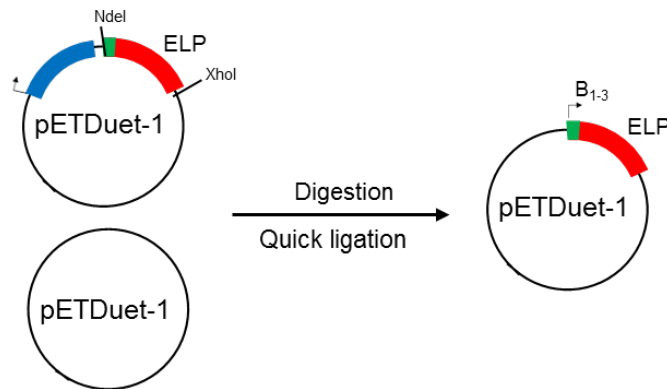 NdeI
ELP
XhoI
pETDuet-1
pETDuet-1
Digestion
Quick ligation
B1-3
ELP
pETDuet-1